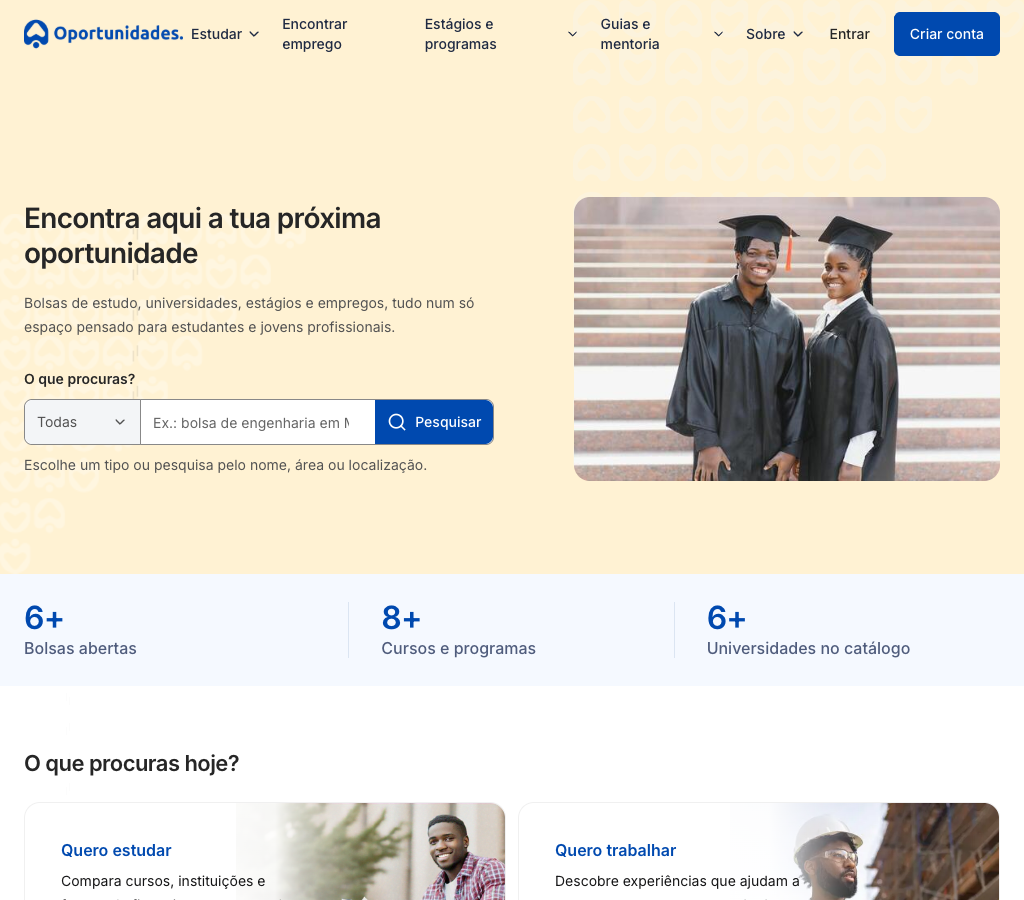 Oportunidades.
Estudar
Encontrar
emprego
Estágios e
programas
Guias e
mentoria
Sobre
Entrar
Criar conta
Encontra aqui a tua próxima
oportunidade
Bolsas de estudo, universidades, estágios e empregos, tudo num só
espaço pensado para estudantes e jovens profissionais.
O que procuras?
Todas
Ex.: bolsa de engenharia em
Pesquisar
Escolhe um tipo ou pesquisa pelo nome, área ou localização.
6+
Bolsas abertas
8+
Cursos e programas
6+
Universidades no catálogo
O que procuras hoje?
Quero estudar
Compara cursos, instituições e
Quero trabalhar
Descobre experiências que ajudam a